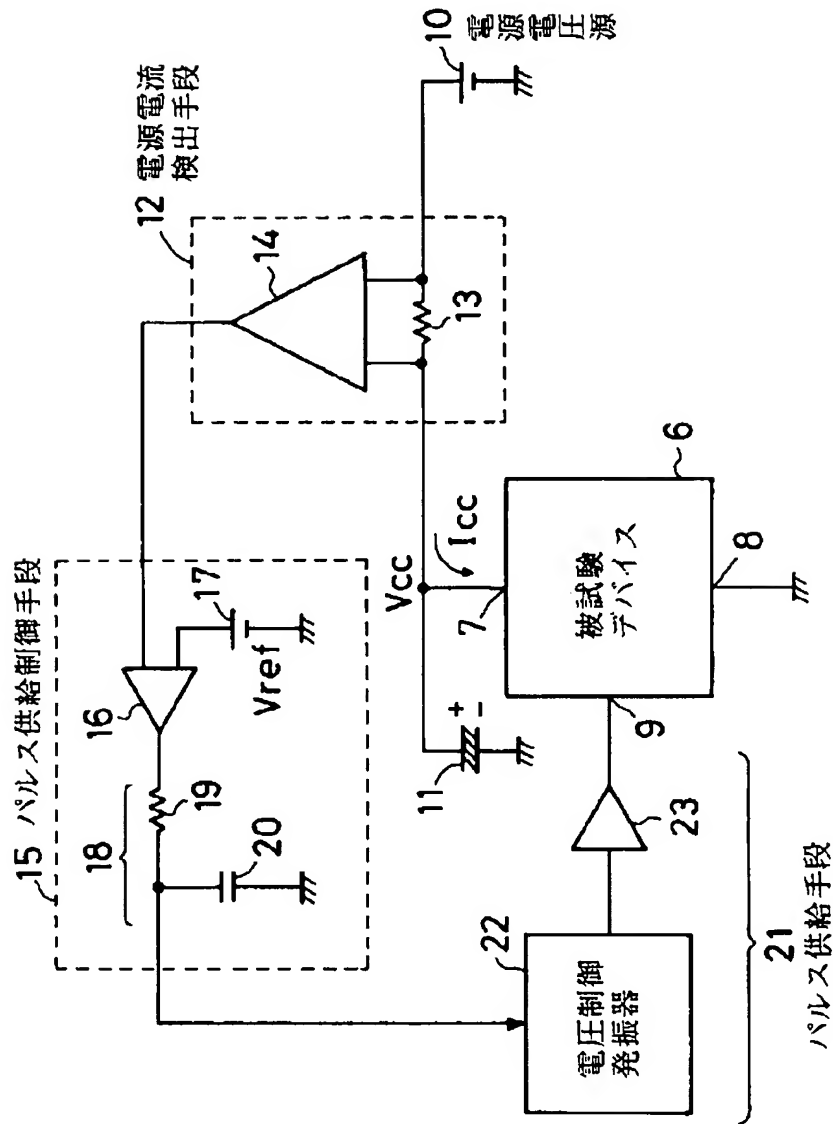 12 電源電流
検出手段
14
13
10
電源電圧源
15 パルス供給制御手段
16
17
Vref
18
19
20
Vcc
Icc
7
6
被試験
デバイス
8
9
11
+
-
22
電圧制御
発振器
23
21
パルス供給手段